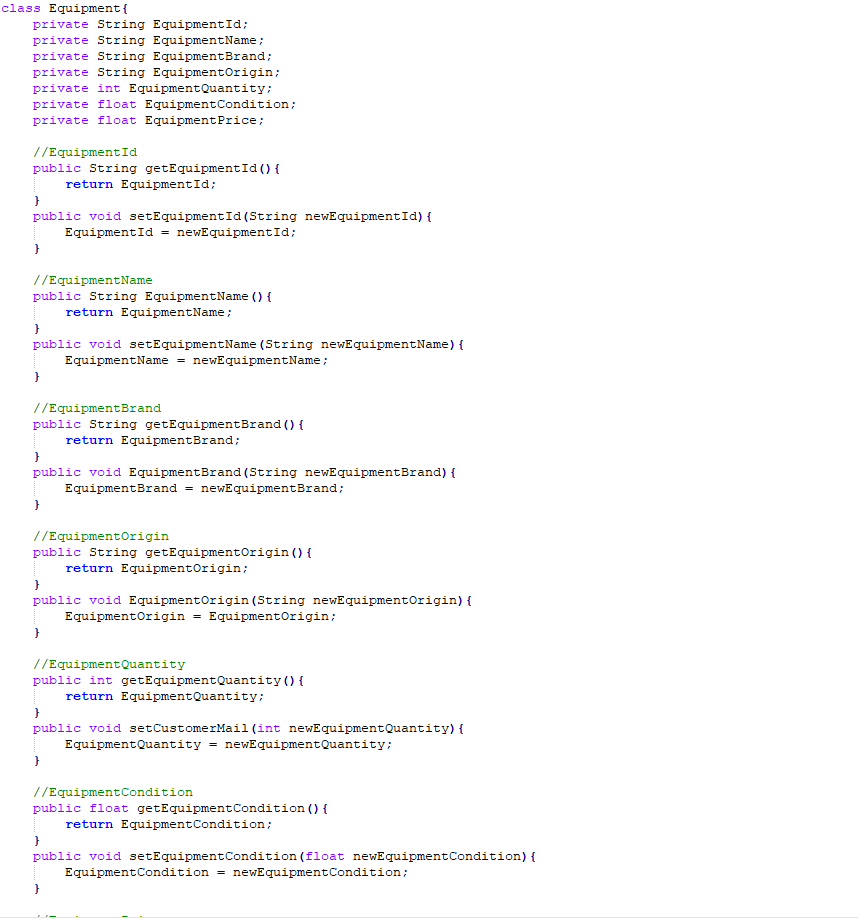 class Equipment{
    private String EquipmentId;
    private String EquipmentName;
    private String EquipmentBrand;
    private String EquipmentOrigin;
    private int EquipmentQuantity;
    private float EquipmentCondition;
    private float EquipmentPrice;

    //EquipmentId
    public String getEquipmentId(){
        return EquipmentId;
    }
    public void setEquipmentId(String newEquipmentId){
        EquipmentId = newEquipmentId;
    }

    //EquipmentName
    public String EquipmentName(){
        return EquipmentName;
    }
    public void setEquipmentName(String newEquipmentName){
        EquipmentName = newEquipmentName;
    }

    //EquipmentBrand
    public String getEquipmentBrand(){
        return EquipmentBrand;
    }
    public void EquipmentBrand(String newEquipmentBrand){
        EquipmentBrand = newEquipmentBrand;
    }

    //EquipmentOrigin
    public String getEquipmentOrigin(){
        return EquipmentOrigin;
    }
    public void EquipmentOrigin(String newEquipmentOrigin){
        EquipmentOrigin = EquipmentOrigin;
    }

    //EquipmentQuantity
    public int getEquipmentQuantity(){
        return EquipmentQuantity;
    }
    public void setCustomerMail(int newEquipmentQuantity){
        EquipmentQuantity = newEquipmentQuantity;
    }

    //EquipmentCondition
    public float getEquipmentCondition(){
        return EquipmentCondition;
    }
    public void setEquipmentCondition(float newEquipmentCondition){
        EquipmentCondition = newEquipmentCondition;
    }